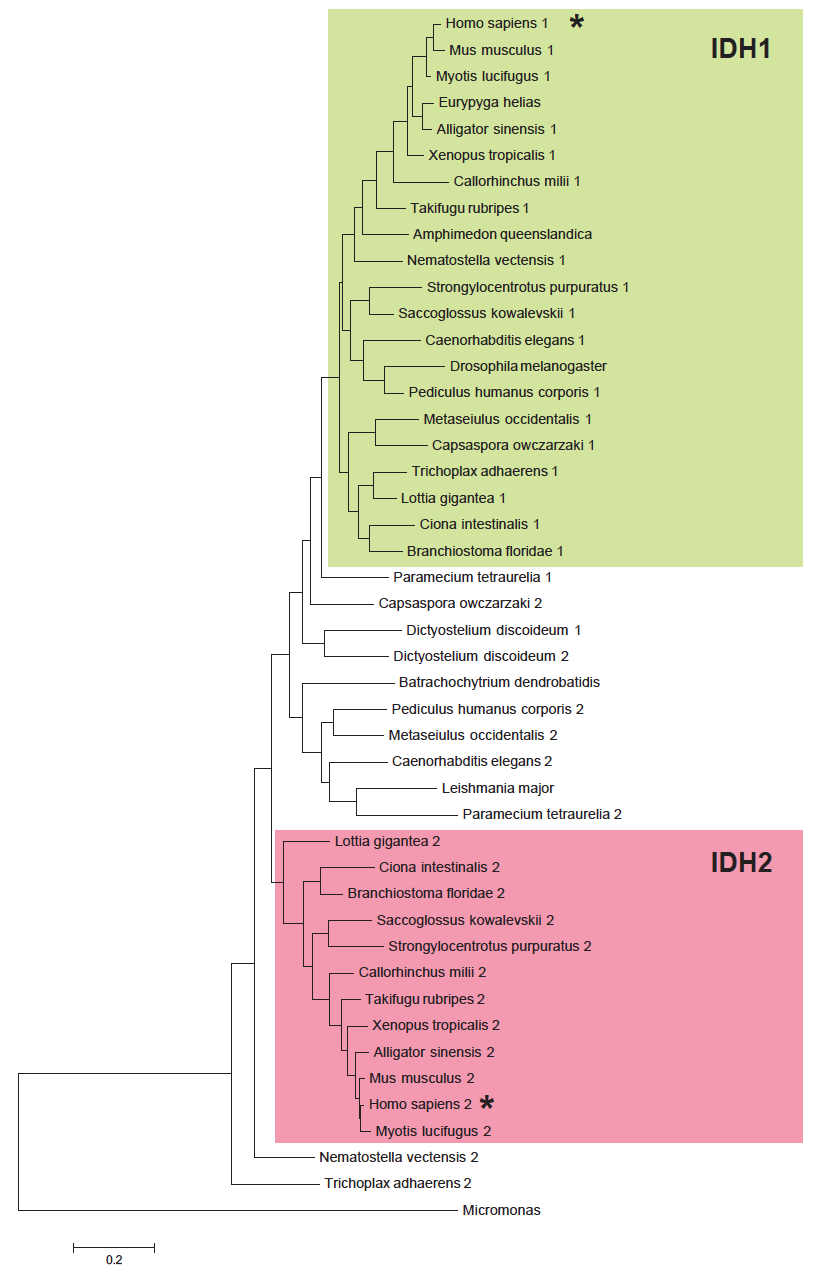 Homo sapiens 1 *
IDH1
Mus musculus 1
Myotis lucifugus 1
Eurypyga helias
Alligator sinensis 1
Xenopus tropicalis 1
Callorhinchus milii 1
Takifugu rubripes 1
Amphimedon queenslandica
Nematostella vectensis 1
Strongylocentrotus purpuratus 1
Saccoglossus kowalevskii 1
Caenorhabditis elegans 1
Drosophila melanogaster
Pediculus humanus corporis 1
Metaseiulus occidentalis 1
Capsaspora owczarzaki 1
Trichoplax adhaerens 1
Lottia gigantea 1
Ciona intestinalis 1
Branchiostoma floridae 1
Paramecium tetraurelia 1
Capsaspora owczarzaki 2
Dictyostelium discoideum 1
Dictyostelium discoideum 2
Batrachochytrium dendrobatidis
Pediculus humanus corporis 2
Metaseiulus occidentalis 2
Caenorhabditis elegans 2
Leishmania major
Paramecium tetraurelia 2
Lottia gigantea 2
IDH2
Ciona intestinalis 2
Branchiostoma floridae 2
Saccoglossus kowalevskii 2
Strongylocentrotus purpuratus 2
Callorhinchus milii 2
Takifugu rubripes 2
Xenopus tropicalis 2
Alligator sinensis 2
Mus musculus 2
Homo sapiens 2 *
Myotis lucifugus 2
Nematostella vectensis 2
Trichoplax adhaerens 2
Micromonas
0.2